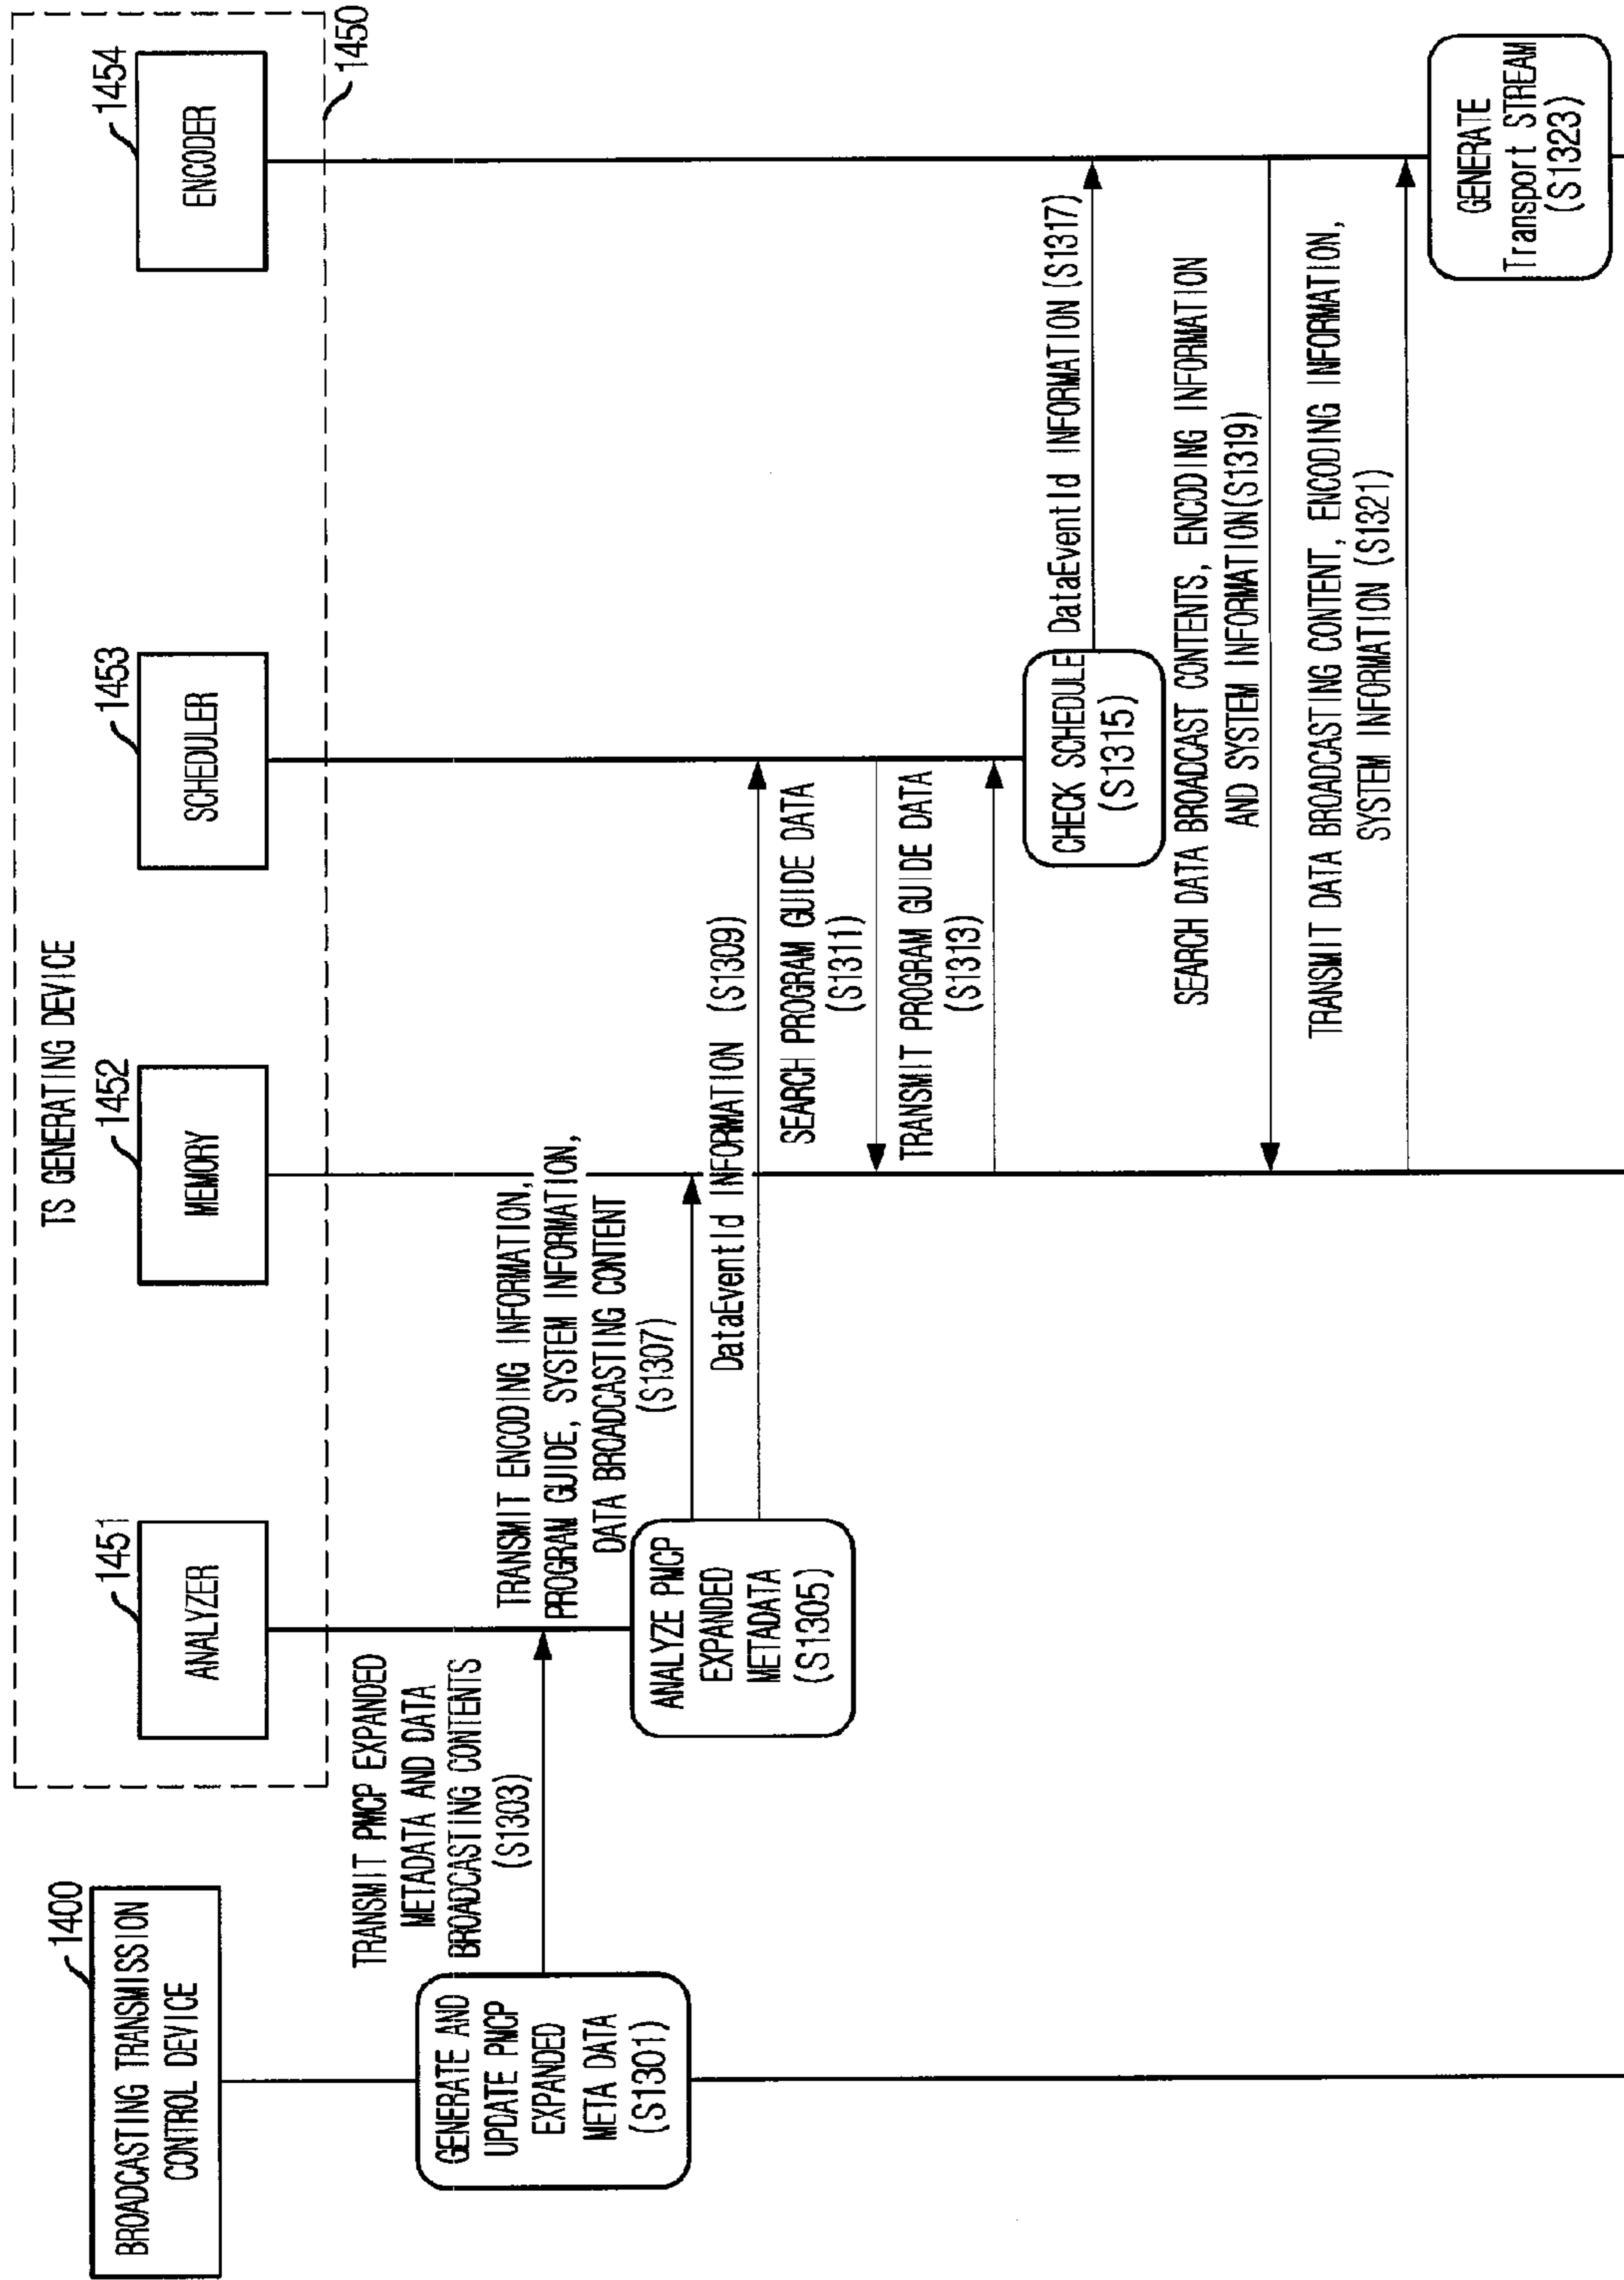 TS GENERATING DEVICE
1450
1400
BROADCASTING TRANSMISSION
CONTROL DEVICE
1451
ANALYZER
1452
MEMORY
1453
SCHEDULER
1454
ENCODER
GENERATE AND
UPDATE PMCP
EXPANDED
META DATA
(S1301)
TRANSMIT PMCP EXPANDED
METADATA AND DATA
BROADCASTING CONTENTS
(S1303)
ANALYZE PMCP
EXPANDED
METADATA
(S1305)
TRANSMIT ENCODING INFORMATION,
PROGRAM GUIDE, SYSTEM INFORMATION,
DATA BROADCASTING CONTENT
(S1307)
DataEventId INFORMATION (S1309)
SEARCH PROGRAM GUIDE DATA
(S1311)
TRANSMIT PROGRAM GUIDE DATA
(S1313)
CHECK SCHEDULE
(S1315)
DataEventId INFORMATION (S1317)
SEARCH DATA BROADCAST CONTENTS, ENCODING INFORMATION
AND SYSTEM INFORMATION(S1319)
TRANSMIT DATA BROADCASTING CONTENT, ENCODING INFORMATION,
SYSTEM INFORMATION (S1321)
GENERATE
Transport STREAM
(S1323)